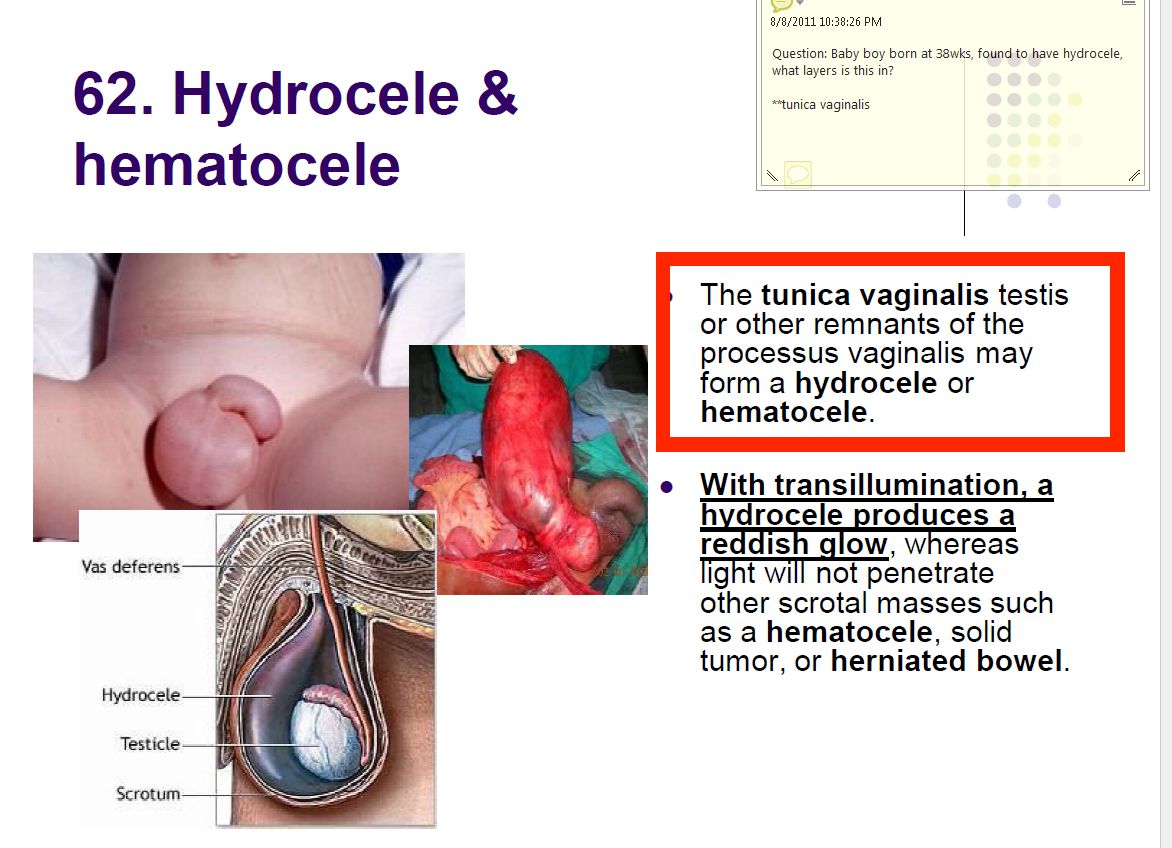 8/8/2011 10:38:26 PM
Question: Baby boy born at 38wks, found to have hydrocele,
what layers is this in?
**tunica vaginalis
62. Hydrocele &
hematocele
The tunica vaginalis testis
or other remnants of the
processus vaginalis may
form a hydrocele or
hematocele.
With transillumination, a
hydrocele produces a
reddish glow, whereas
light will not penetrate
other scrotal masses such
as a hematocele, solid
tumor, or herniated bowel.
Vas deferens
Hydrocele
Testicle
Scrotum